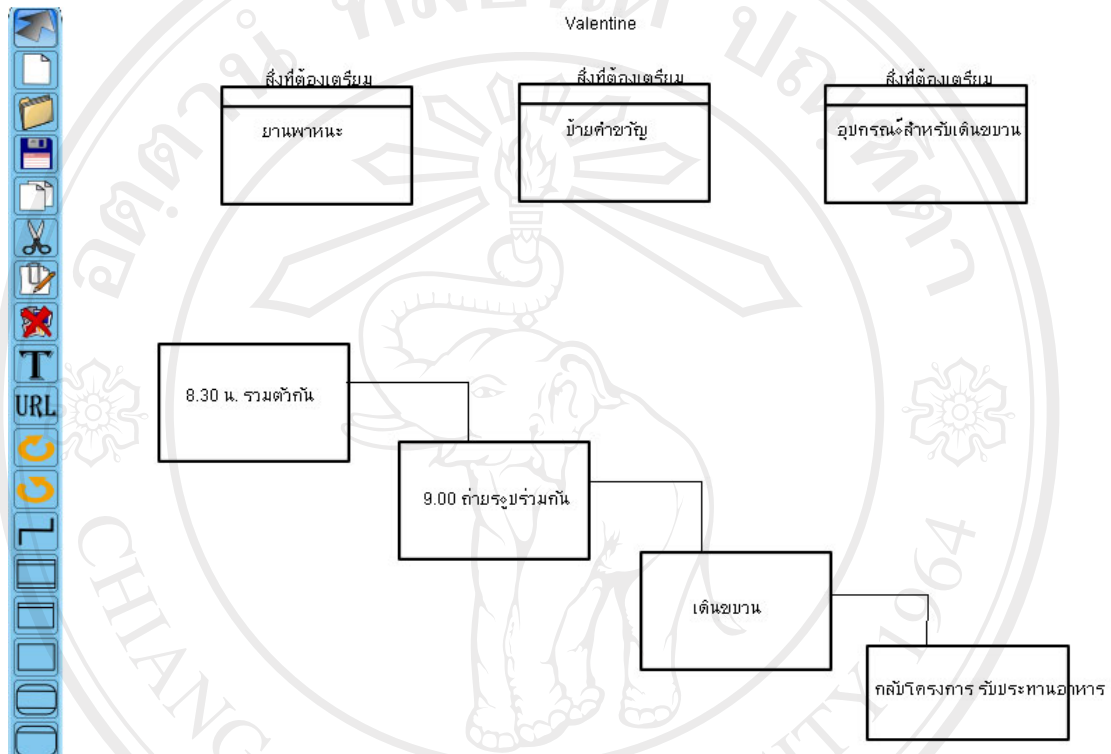 Valentine
สิ่งที่ต้องเตรียม
สิ่งที่ต้องเตรียม
สิ่งที่ต้องเตรียม
ยานพาหนะ
ป้ายคำขวัญ
อุปกรณ์สำหรับเดินขบวน
T
URL
8.30 น. รวมตัวกัน
9.00 ถ่ายรูปร่วมกัน
เดินขบวน
กลับโครงการ รับประทานอาหาร